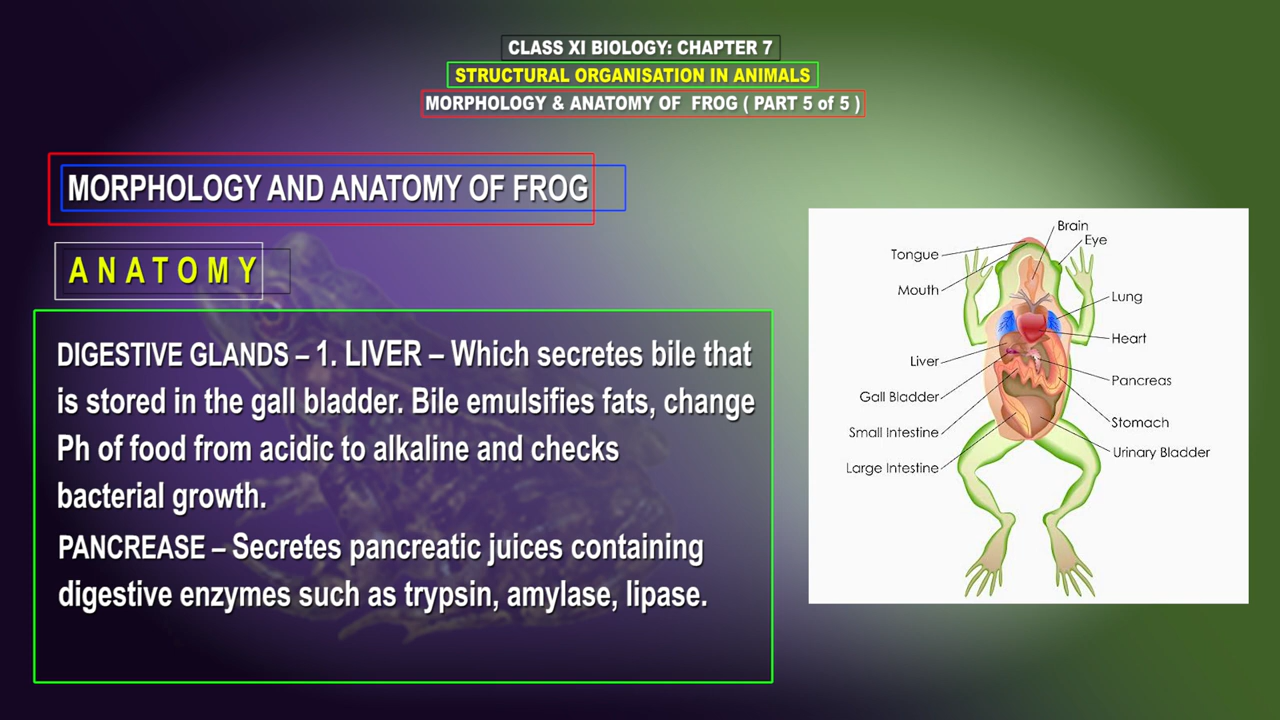 CLASS XI BIOLOGY: CHAPTER 7
STRUCTURAL ORGANISATION IN ANIMALS
MORPHOLOGY & ANATOMY OF FROG ( PART 5 of 5 )
MORPHOLOGY AND ANATOMY OF FROG
A N A T O M Y
DIGESTIVE GLANDS – 1. LIVER – Which secretes bile that
is stored in the gall bladder. Bile emulsifies fats, change
Ph of food from acidic to alkaline and checks
bacterial growth.
PANCREASE – Secretes pancreatic juices containing
digestive enzymes such as trypsin, amylase, lipase.
Brain
Eye
Tongue
Mouth
Lung
Heart
Liver
Pancreas
Gall Bladder
Stomach
Small Intestine
Urinary Bladder
Large Intestine